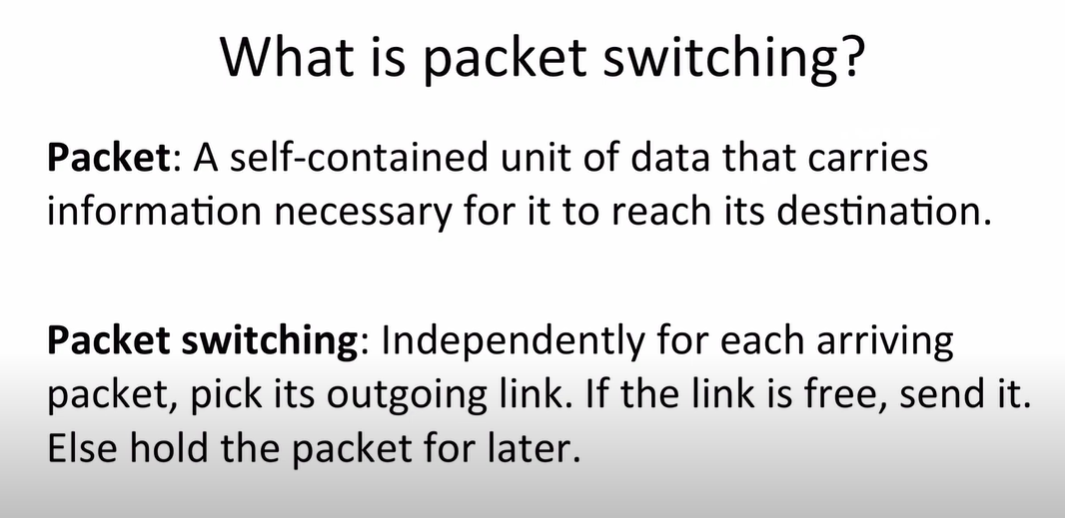 What is packet switching?
Packet: A self-contained unit of data that carries
information necessary for it to reach its destination.
Packet switching: Independently for each arriving
packet, pick its outgoing link. If the link is free, send it.
Else hold the packet for later.